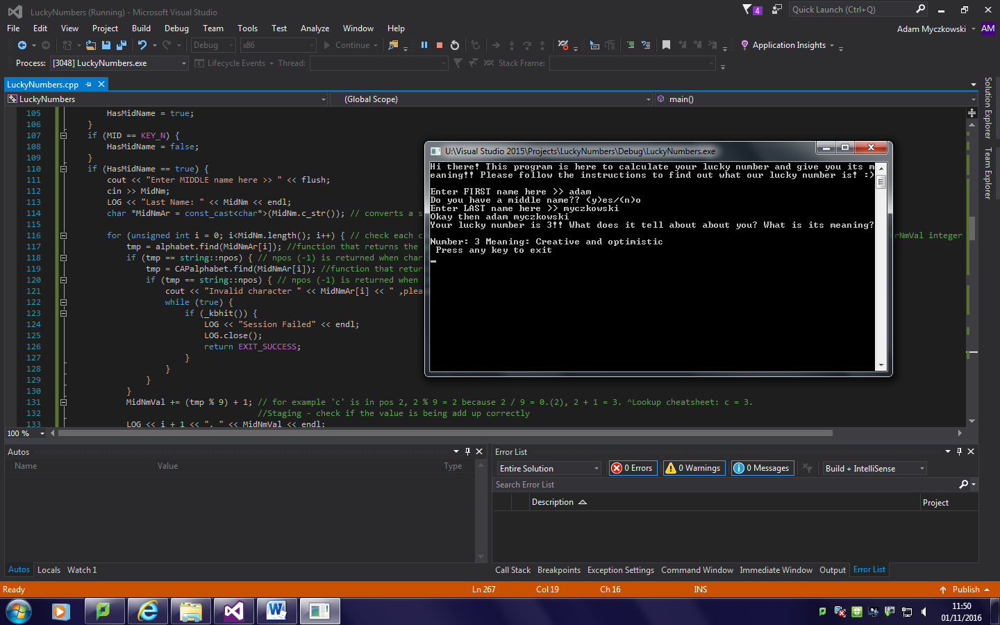 LuckyNumbers (Running) - Microsoft Visual Studio
4
Quick Launch (Ctrl+Q)
File Edit View Project Build Debug Team Tools Test Analyze Window Help
Adam Myczkowski AM
Debug x86 Continue Application Insights
Process: [3048] LuckyNumbers.exe Lifecycle Events Thread: Stack Frame:
LuckyNumbers.cpp
LuckyNumbers (Global Scope) main()
105 HasMidName = true;
106 }
107 if (MID == KEY_N) {
108 HasMidName = false;
109 }
110 if (HasMidName == true) {
111 cout << "Enter MIDDLE name here >> " << flush;
112 cin >> MidNm;
113 LOG << "Last Name: " << MidNm << endl;
114 char *MidNmAr = const_cast<char*>(MidNm.c_str()); // converts a s
115
116 for (unsigned int i = 0; i<MidNm.length(); i++) { // check each c
rNmVal integer
117 tmp = alphabet.find(MidNmAr[i]); //function that returns the
118 if (tmp == string::npos) { // npos (-1) is returned when char
119 tmp = CAPalphabet.find(MidNmAr[i]); //function that retur
120 if (tmp == string::npos) { // npos (-1) is returned when
121 cout << "Invalid character " << MidNmAr[i] << " ,plea
122 while (true) {
123 if (_kbhit()) {
124 LOG << "Session Failed" << endl;
125 LOG.close();
126 return EXIT_SUCCESS;
127 }
128 }
129 }
130 }
131 MidNmVal += (tmp % 9) + 1; // for example 'c' is in pos 2, 2 % 9 = 2 because 2 / 9 = 0.(2), 2 + 1 = 3. ^Lookup cheatsheet: c = 3.
132 //Staging - check if the value is being add up correctly
133 LOG << i + 1 << ". " << MidNmVal << endl;
U:\Visual Studio 2015\Projects\LuckyNumbers\Debug\LuckyNumbers.exe
Hi there! This program is here to calculate your lucky number and give you its m
eaning!! Please follow the instructions to find out what our lucky number is! :)
Enter FIRST name here >> adam
Do you have a middle name?? (y)es/(n)o
Enter LAST name here >> myczkowski
Okay then adam myczkowski
Your lucky number is 3!! What does it tell about about you? What is its meaning?
Number: 3 Meaning: Creative and optimistic
Press any key to exit
Solution Explorer
Team Explorer
100 %
Autos
Name Value Type
Autos Locals Watch 1
Error List
Entire Solution 0 Errors 0 Warnings 0 Messages Build + IntelliSense
Search Error List
Description Project
Call Stack Breakpoints Exception Settings Command Window Immediate Window Output Error List
Ready Ln 267 Col 19 Ch 16 INS Publish
11:50
01/11/2016